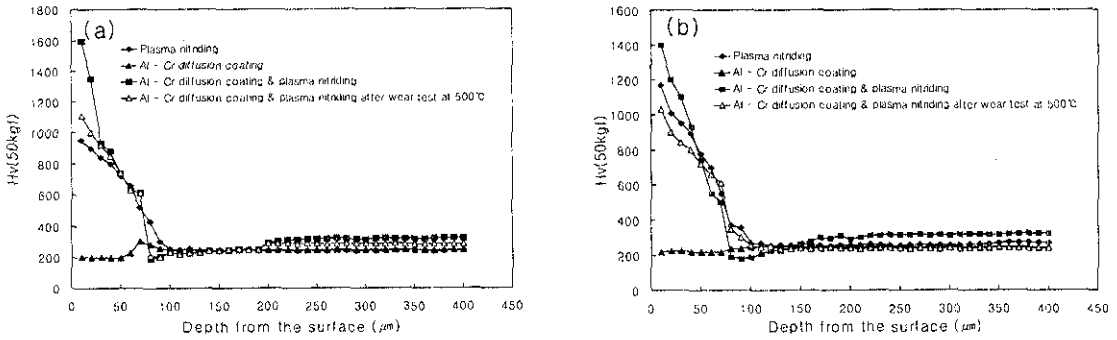 (a)
Plasma nitriding
Al - Cr diffusion coating
Al - Cr diffusion coating & plasma nitriding
Al - Cr diffusion coating & plasma nitriding after wear test at 500℃
Hv(50kgf)
1800
1600
1400
1200
1000
800
600
400
200
0
0 50 100 150 200 250 300 350 400 450
Depth from the surface (㎛)
(b)
Plasma nitriding
Al - Cr diffusion coating
Al - Cr diffusion coating & plasma nitriding
Al - Cr diffusion coating & plasma nitriding after wear test at 500℃
Hv(50kgf)
1600
1400
1200
1000
800
600
400
200
0
0 50 100 150 200 250 300 350 400 450
Depth from the surface (㎛)